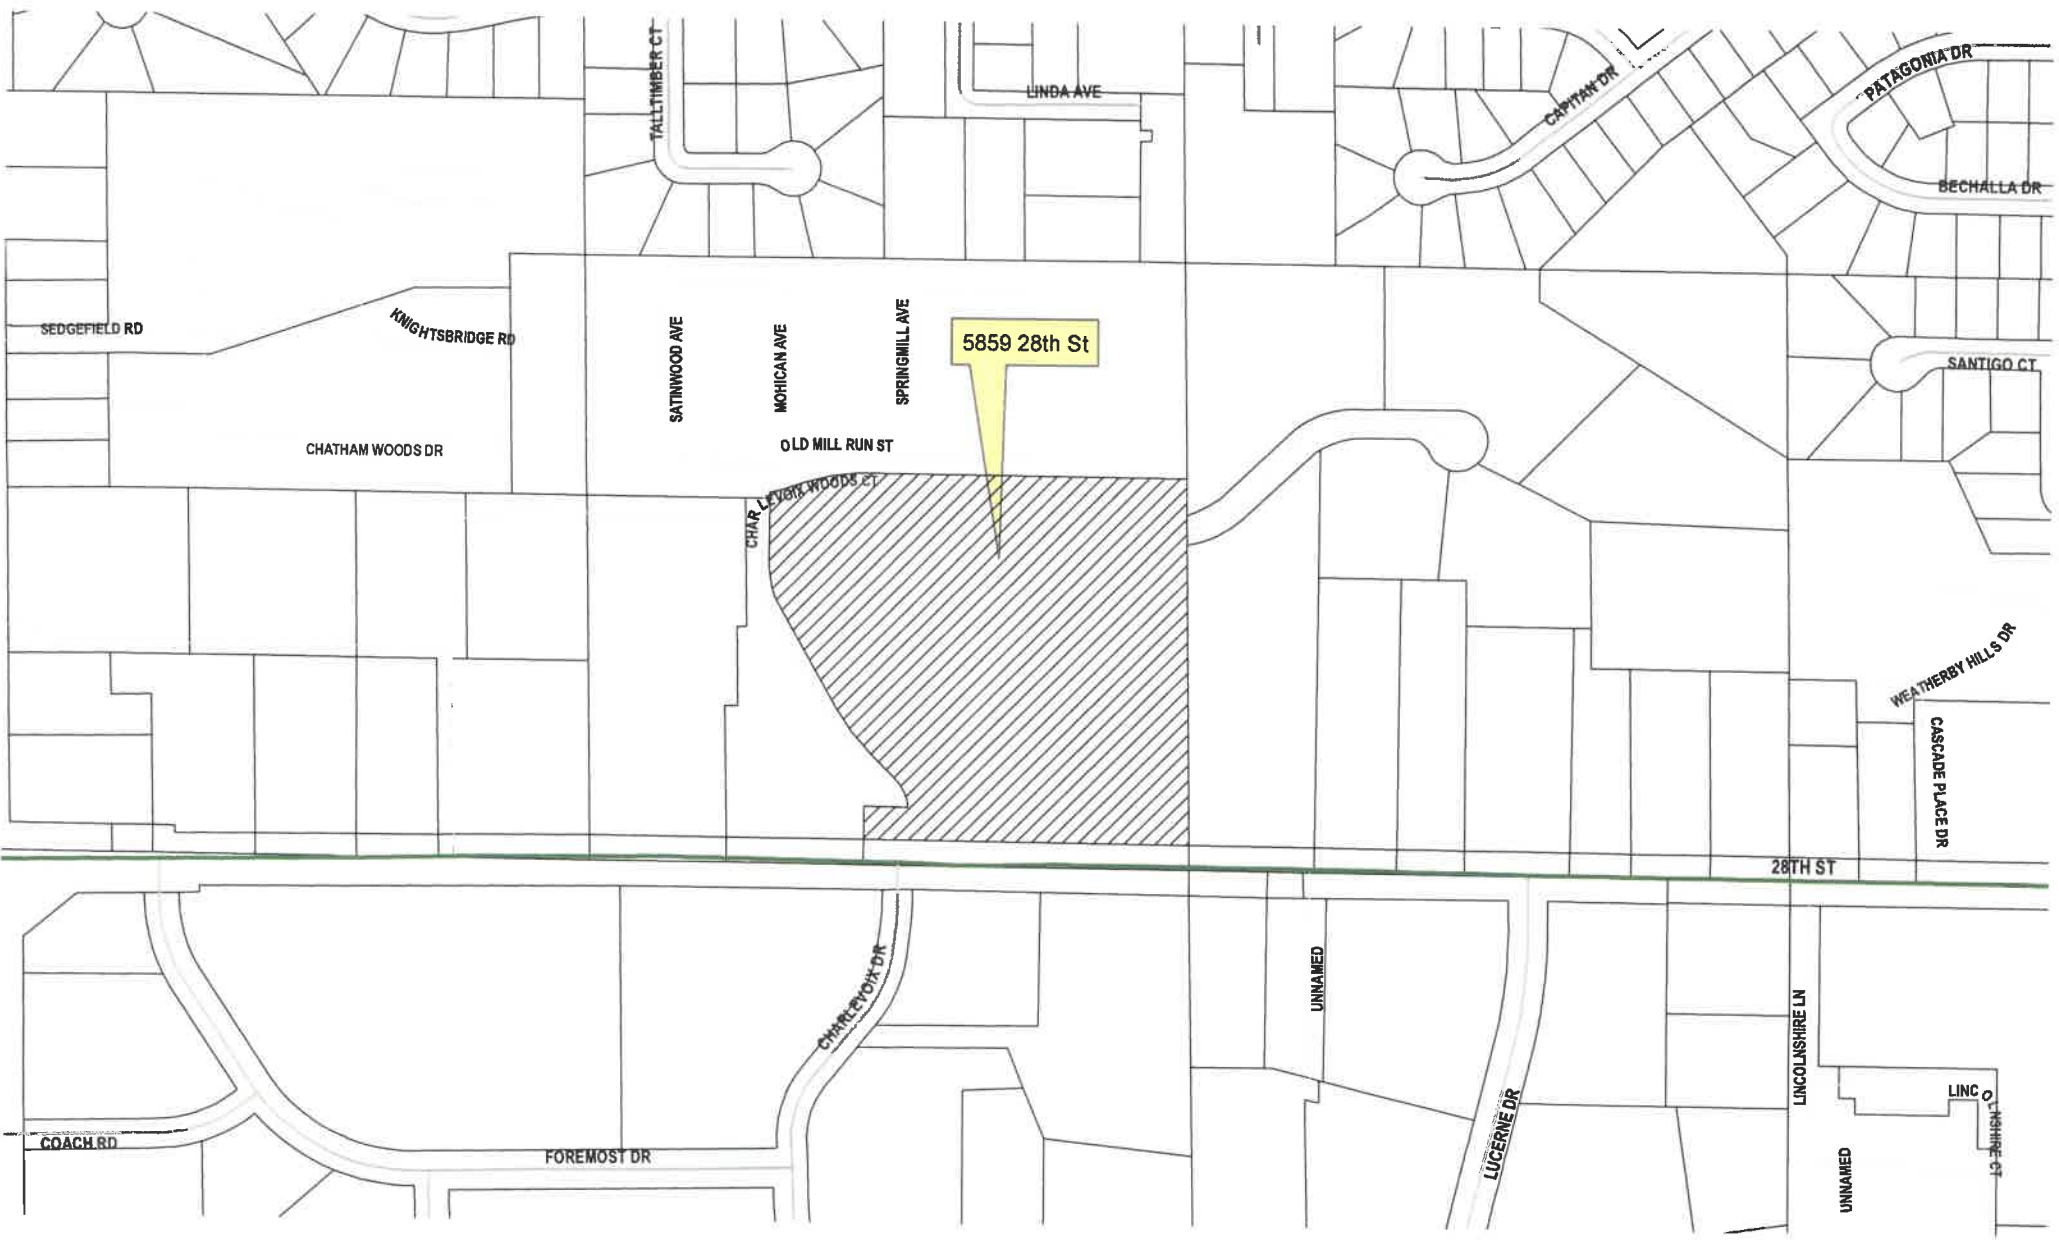 TALLTIMBER CT
LINDA AVE
CAPITAN DR
PATAGONIA DR
BECHALLA DR
SEDGEFIELD RD
KNIGHTSBRIDGE RD
SATINWOOD AVE
MOHICAN AVE
SPRINGMILL AVE
5859 28th St
SANTIGO CT
CHATHAM WOODS DR
OLD MILL RUN ST
CHARLEVOIX WOODS CT
WEATHERBY HILLS DR
CASCADE PLACE DR
28TH ST
CHARLEVOIX DR
UNNAMED
LINCOLNSHIRE LN
LUCERNE DR
LINCOLNSHIRE CT
COACH RD
FOREMOST DR
UNNAMED